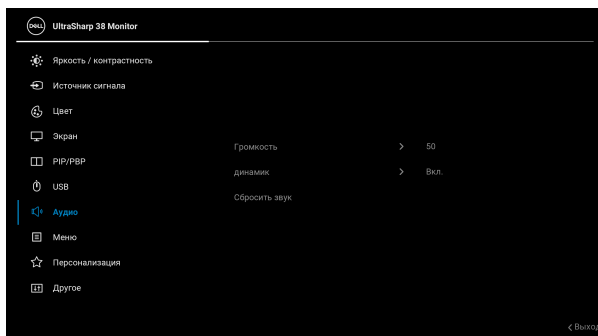 DELL UltraSharp 38 Monitor
Яркость / контрастность
Источник сигнала
Цвет
Экран
Громкость 50
PIP/PBP
динамик Вкл.
USB
Сбросить звук
Аудио
Меню
Персонализация
Другое
Выход